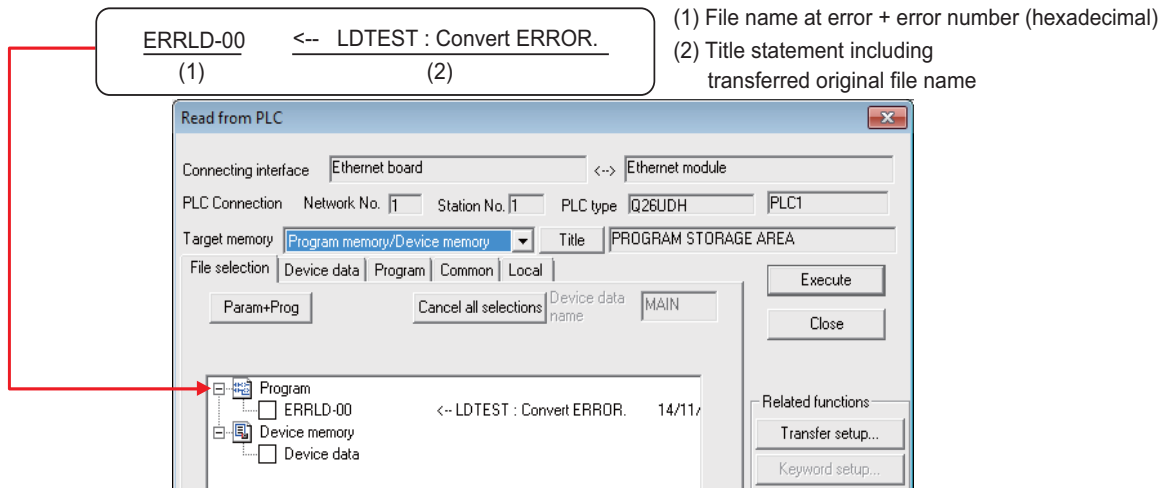 ERRLD-00 <-- LDTEST : Convert ERROR.
(1) (2)
(1) File name at error + error number (hexadecimal)
(2) Title statement including
transferred original file name
Read from PLC
Connecting interface Ethernet board <--> Ethernet module
PLC Connection Network No. 1 Station No. 1 PLC type Q26UDH PLC1
Target memory Program memory/Device memory Title PROGRAM STORAGE AREA
File selection Device data Program Common Local
Param+Prog Cancel all selections Device data name MAIN
Execute
Close
Program
ERRLD-00 <-- LDTEST : Convert ERROR. 14/11/
Device memory
Device data
Related functions
Transfer setup...
Keyword setup...